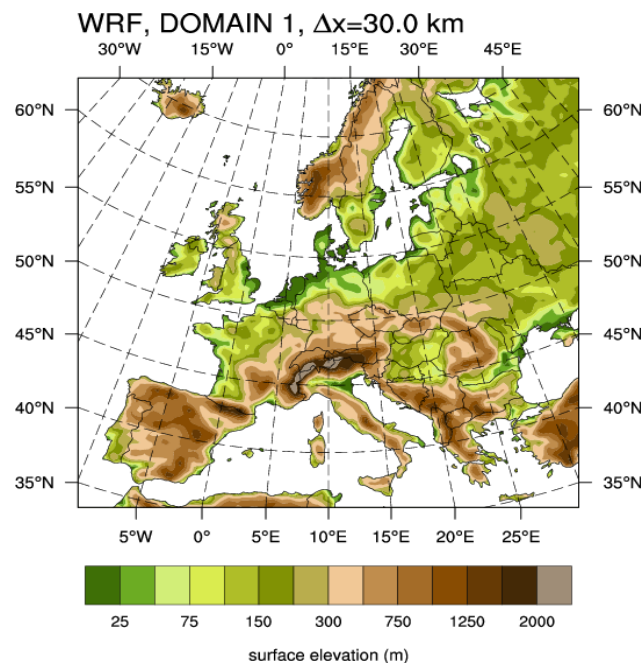 WRF, DOMAIN 1, Δx=30.0 km
30°W 15°W 0° 15°E 30°E 45°E
60°N 60°N
55°N 55°N
50°N 50°N
45°N 45°N
40°N 40°N
35°N 35°N
5°W 0° 5°E 10°E 15°E 20°E 25°E
25 75 150 300 750 1250 2000
surface elevation (m)